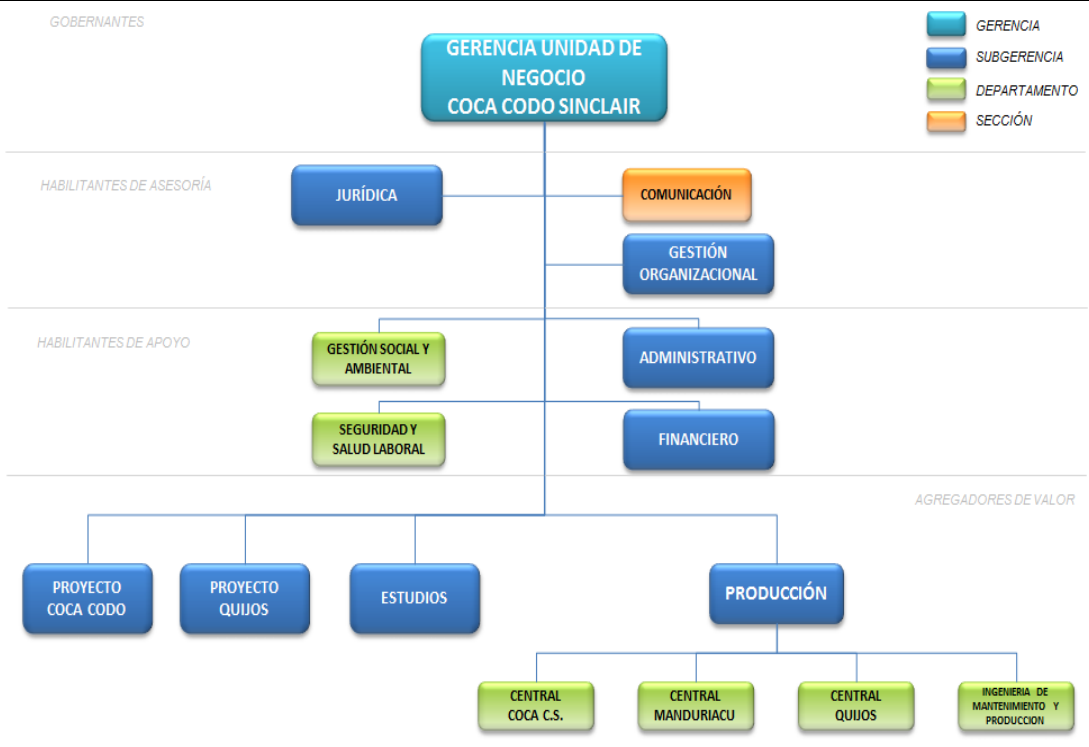 GOBERNANTES
GERENCIA UNIDAD DE
NEGOCIO
COCA CODO SINCLAIR
GERENCIA
SUBGERENCIA
DEPARTAMENTO
SECCIÓN
HABILITANTES DE ASESORÍA
JURÍDICA
COMUNICACIÓN
GESTIÓN
ORGANIZACIONAL
HABILITANTES DE APOYO
GESTIÓN SOCIAL Y
AMBIENTAL
ADMINISTRATIVO
SEGURIDAD Y
SALUD LABORAL
FINANCIERO
AGREGADORES DE VALOR
PROYECTO
COCA CODO
PROYECTO
QUIJOS
ESTUDIOS
PRODUCCIÓN
CENTRAL
COCA C.S.
CENTRAL
MANDURIACU
CENTRAL
QUIJOS
INGENIERIA DE
MANTENIMIENTO Y
PRODUCCION